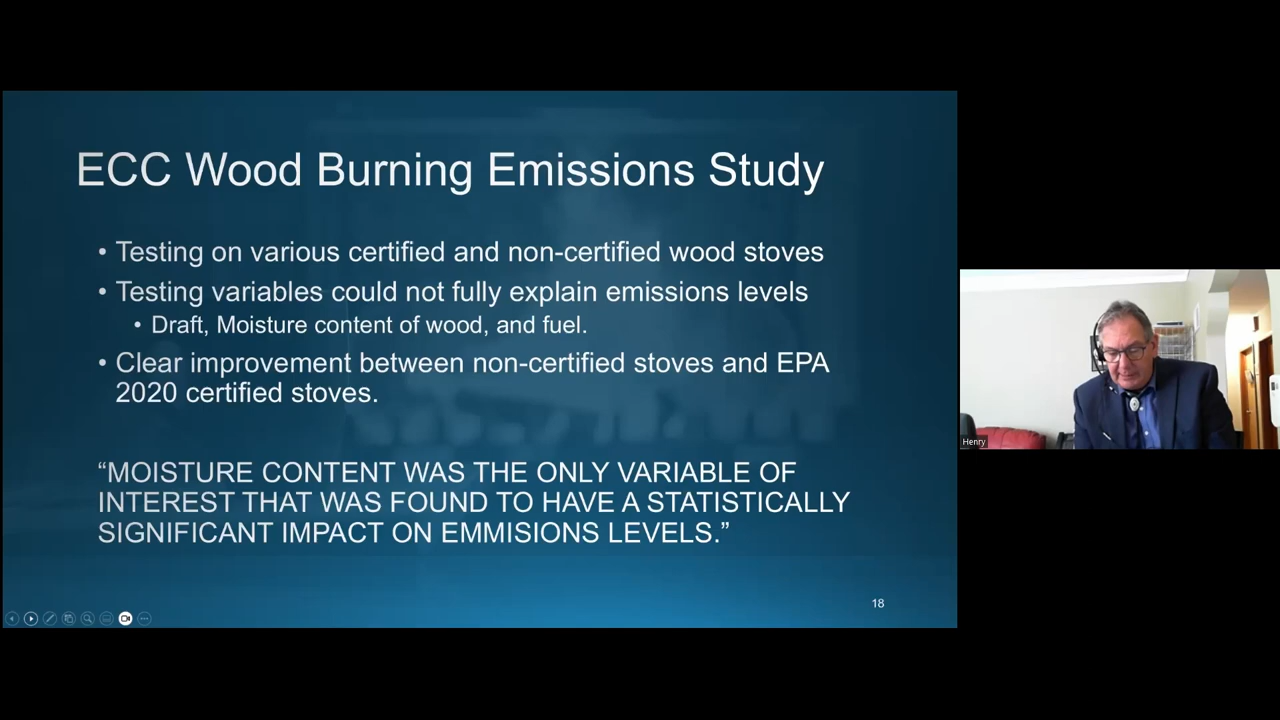 ECC Wood Burning Emissions Study
• Testing on various certified and non-certified wood stoves
• Testing variables could not fully explain emissions levels
• Draft, Moisture content of wood, and fuel.
• Clear improvement between non-certified stoves and EPA
2020 certified stoves.
“MOISTURE CONTENT WAS THE ONLY VARIABLE OF
INTEREST THAT WAS FOUND TO HAVE A STATISTICALLY
SIGNIFICANT IMPACT ON EMMISIONS LEVELS.”
18
Henry